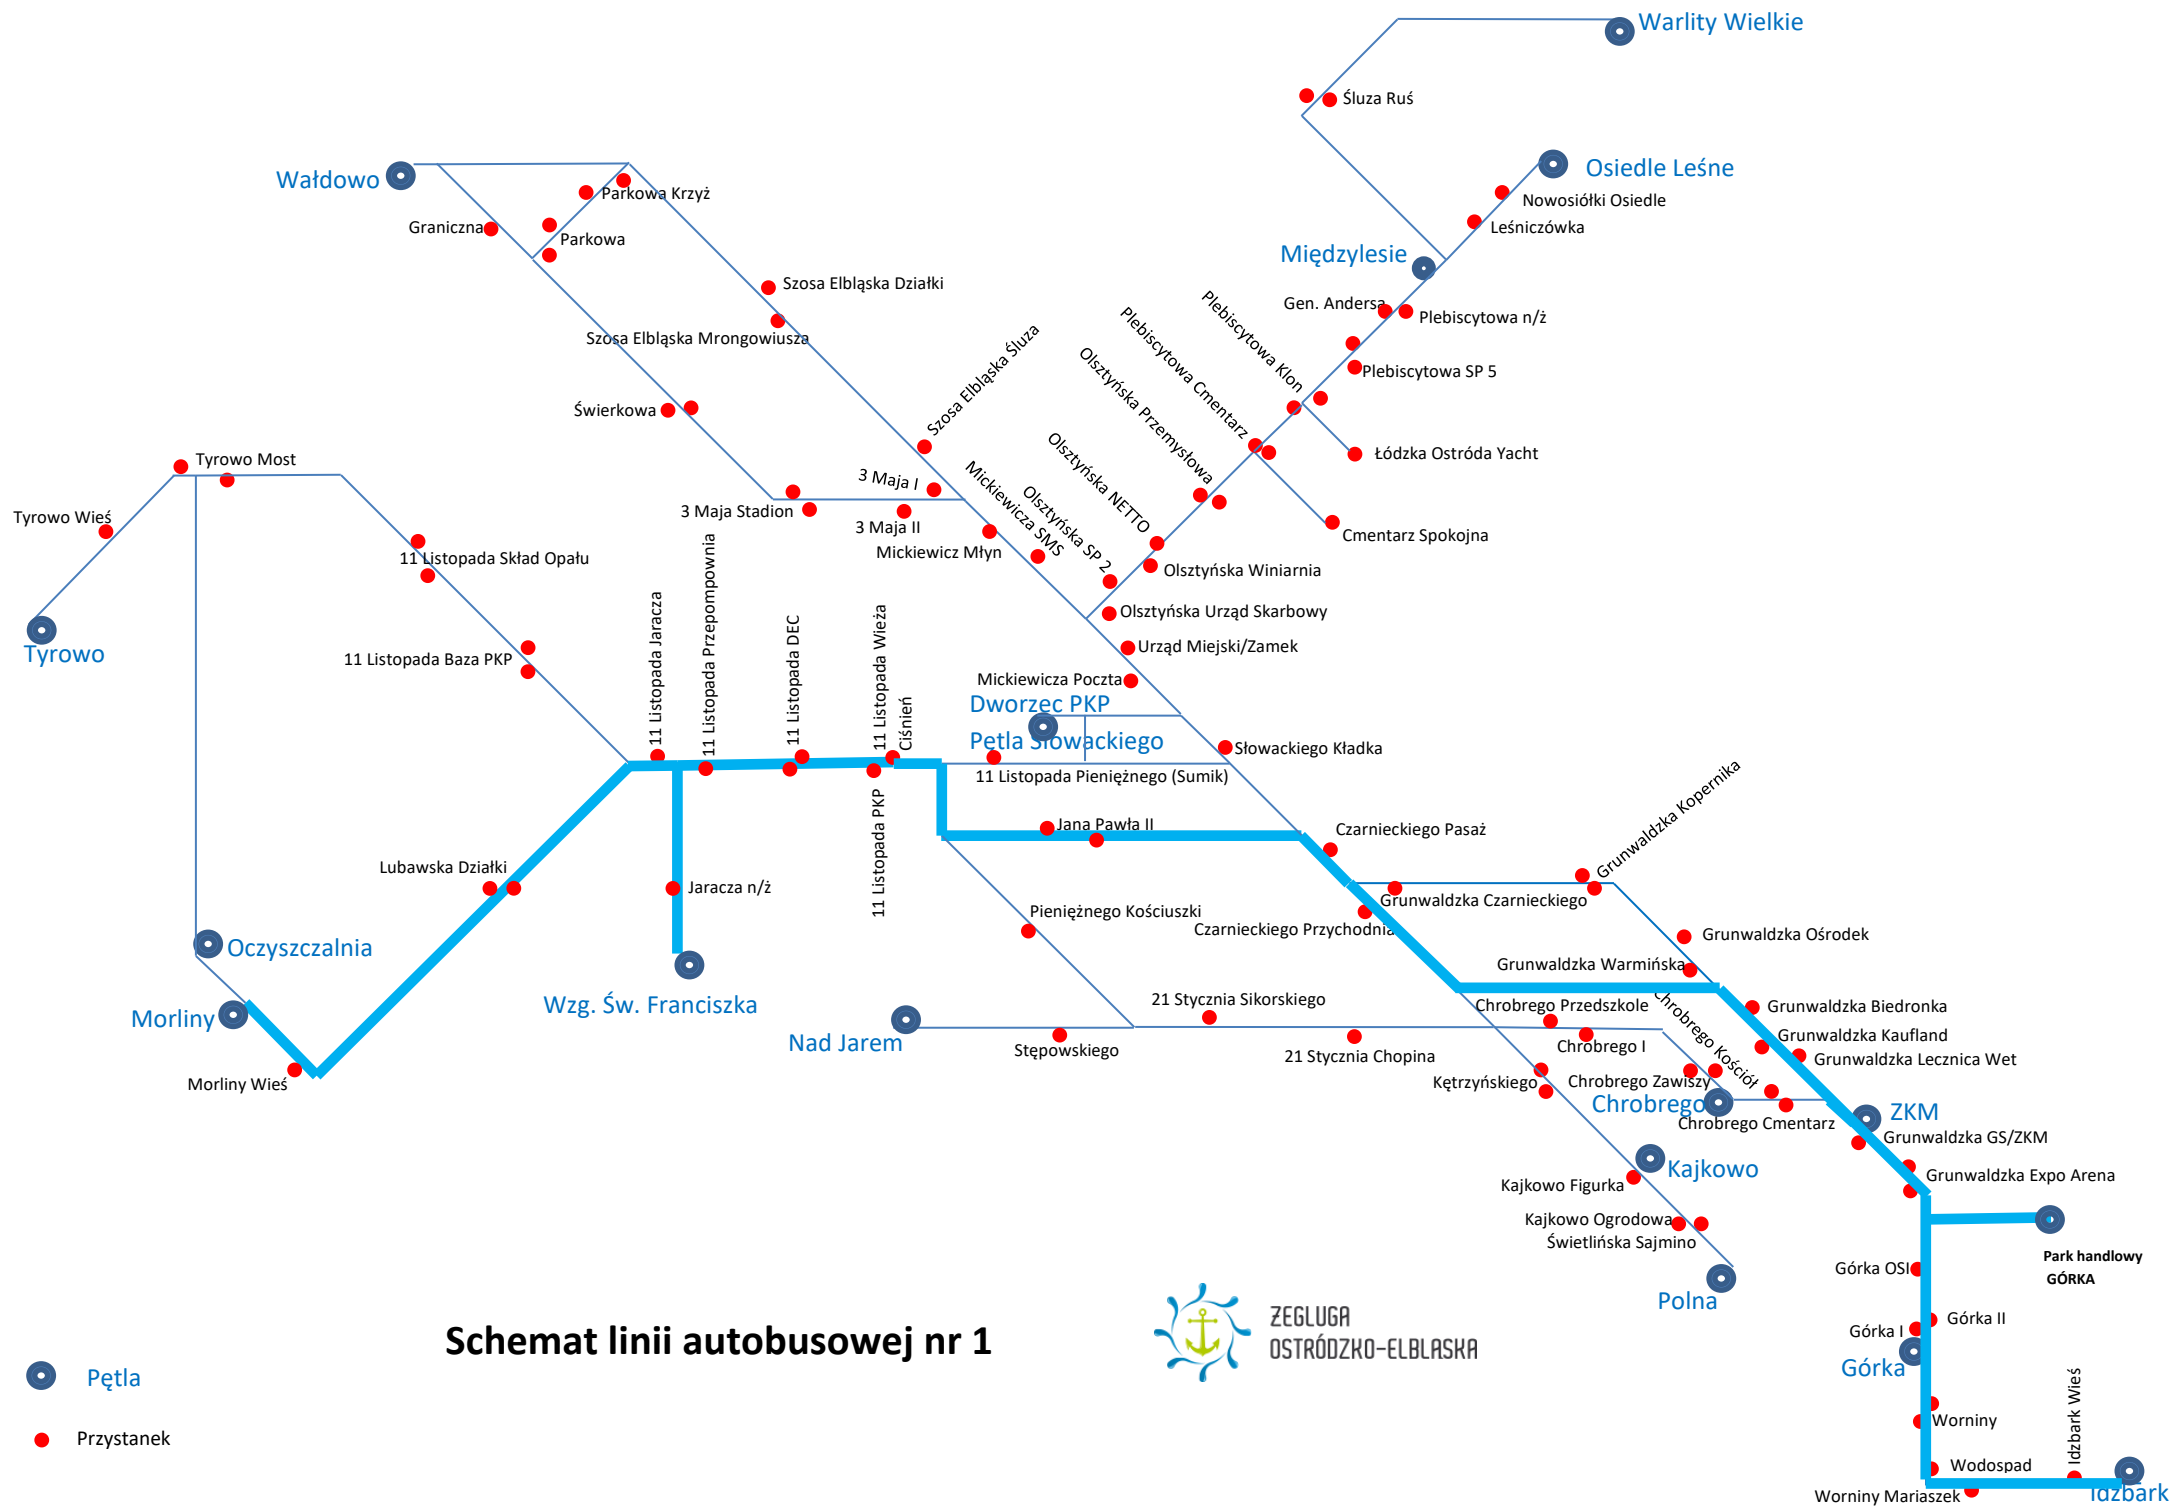 Warlity Wielkie
Śluza Ruś
Osiedle Leśne
Wałdowo
Parkowa Krzyż
Nowosiółki Osiedle
Graniczna
Parkowa
Leśniczówka
Międzylesie
Szosa Elbląska Działki
Gen. Andersa
Plebiscytowa n/ż
Szosa Elbląska Mrongowiusza
Szosa Elbląska Śluza
Plebiscytowa Klon
Plebiscytowa Cmentarz
Olsztyńska Przemysłowa
Olsztyńska NETTO
Plebiscytowa SP 5
Świerkowa
Łódzka Ostróda Yacht
Tyrowo Most
3 Maja I
Mickiewicza SMS
Olsztyńska SP 2
3 Maja Stadion
3 Maja II
Tyrowo Wieś
Mickiewicz Młyn
Cmentarz Spokojna
11 Listopada Skład Opału
Olsztyńska Winiarnia
Olsztyńska Urząd Skarbowy
Tyrowo
11 Listopada Baza PKP
11 Listopada Jaracza
11 Listopada Przepompownia
11 Listopada DEC
11 Listopada Wieża
Ciśnień
Urząd Miejski/Zamek
Mickiewicza Poczta
Dworzec PKP
Pętla Słowackiego
Słowackiego Kładka
11 Listopada Pieniężnego (Sumik)
11 Listopada PKP
Jana Pawła II
Czarnieckiego Pasaż
Grunwaldzka Kopernika
Lubawska Działki
Jaracza n/ż
Grunwaldzka Czarnieckiego
Pieniężnego Kościuszki
Czarnieckiego Przychodnia
Grunwaldzka Ośrodek
Oczyszczalnia
Grunwaldzka Warmińska
Wzg. Św. Franciszka
21 Stycznia Sikorskiego
Chrobrego Przedszkole
Chrobrego Kościół
Grunwaldzka Biedronka
Morliny
Nad Jarem
Stępowskiego
21 Stycznia Chopina
Chrobrego I
Grunwaldzka Kaufland
Grunwaldzka Lecznica Wet
Morliny Wieś
Kętrzyńskiego
Chrobrego Zawiszy
Chrobrego
Chrobrego Cmentarz
ZKM
Grunwaldzka GS/ZKM
Kajkowo
Kajkowo Figurka
Grunwaldzka Expo Arena
Kajkowo Ogrodowa
Świetlińska Sajmino
Park handlowy
GÓRKA
Górka OSI
Polna
Górka II
Górka I
Górka
Schemat linii autobusowej nr 1
ŻEGLUGA
OSTRÓDZKO-ELBLASKA
Pętla
Przystanek
Worniny
Idzbark Wieś
Wodospad
Worniny Mariaszek
Idzbark